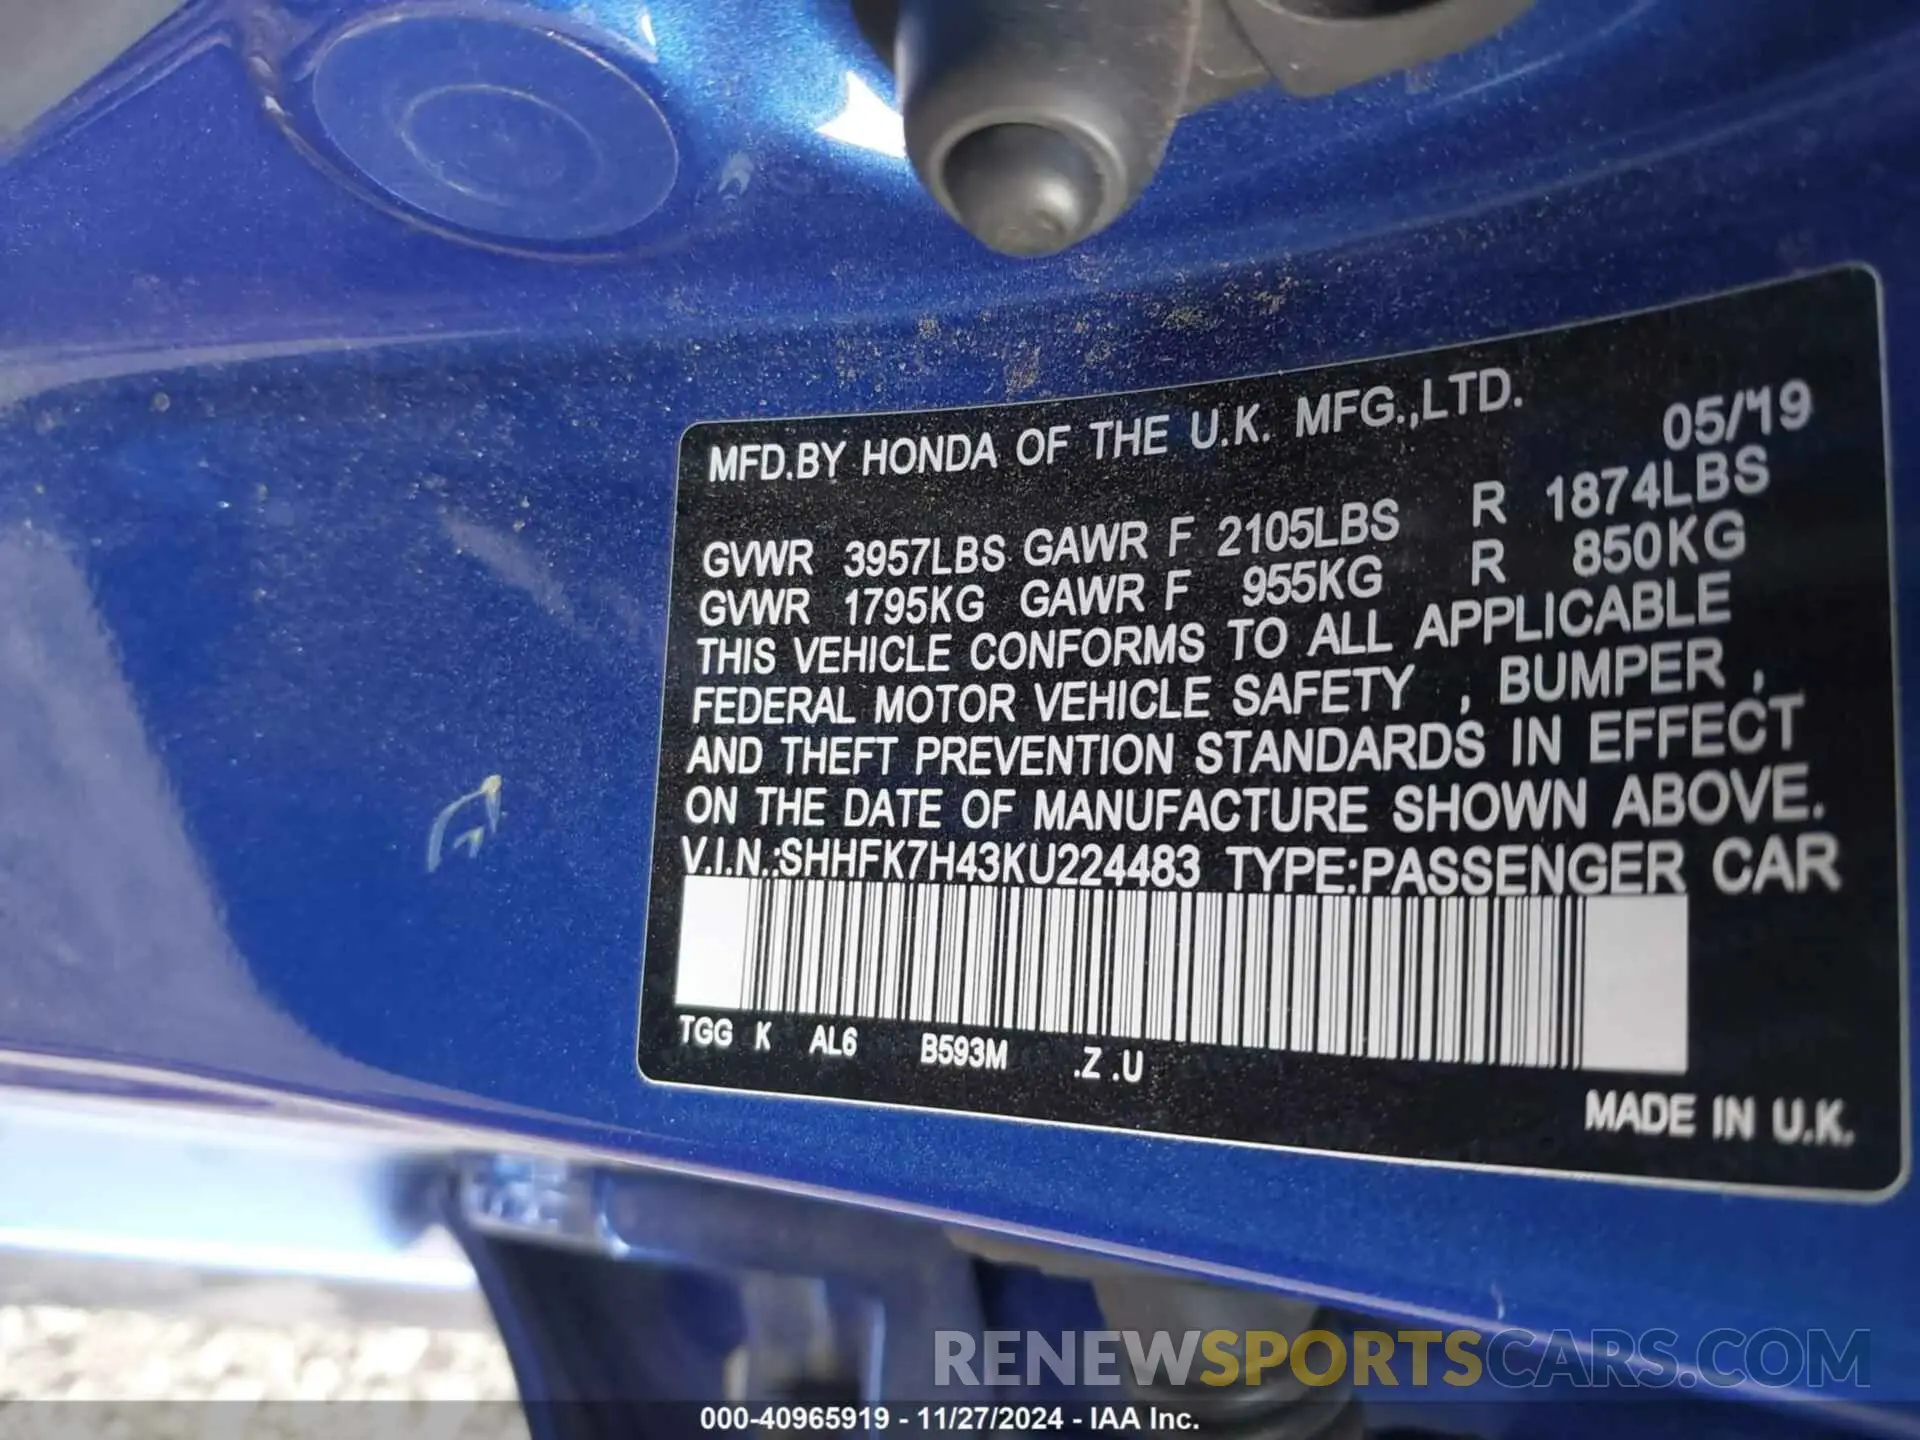 MFD.BY HONDA OF THE U.K. MFG.,LTD. 05/'19
GVWR 3957LBS GAWR F 2105LBS R 1874LBS
GVWR 1795KG GAWR F 955KG R 850KG
THIS VEHICLE CONFORMS TO ALL APPLICABLE
FEDERAL MOTOR VEHICLE SAFETY , BUMPER ,
AND THEFT PREVENTION STANDARDS IN EFFECT
ON THE DATE OF MANUFACTURE SHOWN ABOVE.
V.I.N.:SHHFK7H43KU224483 TYPE:PASSENGER CAR
TGG K AL6 B593M .Z .U
MADE IN U.K.
RENEWSPORTSCARS.COM
000-40965919 - 11/27/2024 - IAA Inc.